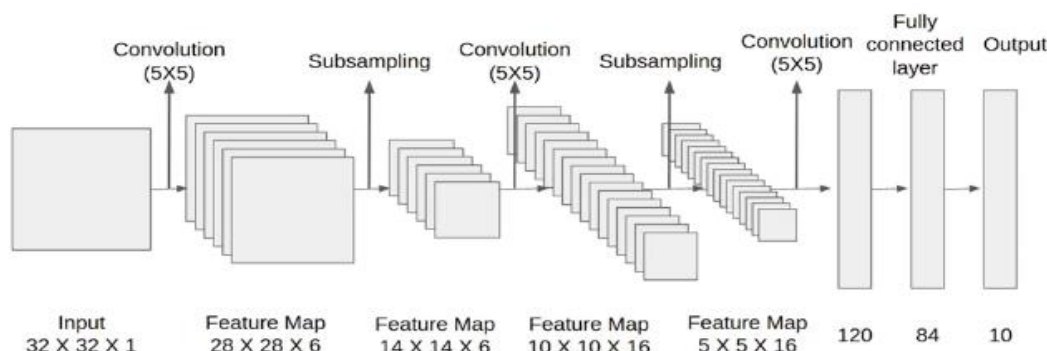 Convolution
(5X5)
Subsampling
Convolution
(5X5)
Subsampling
Convolution
(5X5)
Fully
connected
layer
Output
Input
32 X 32 X 1
Feature Map
28 X 28 X 6
Feature Map
14 X 14 X 6
Feature Map
10 X 10 X 16
Feature Map
5 X 5 X 16
120
84
10